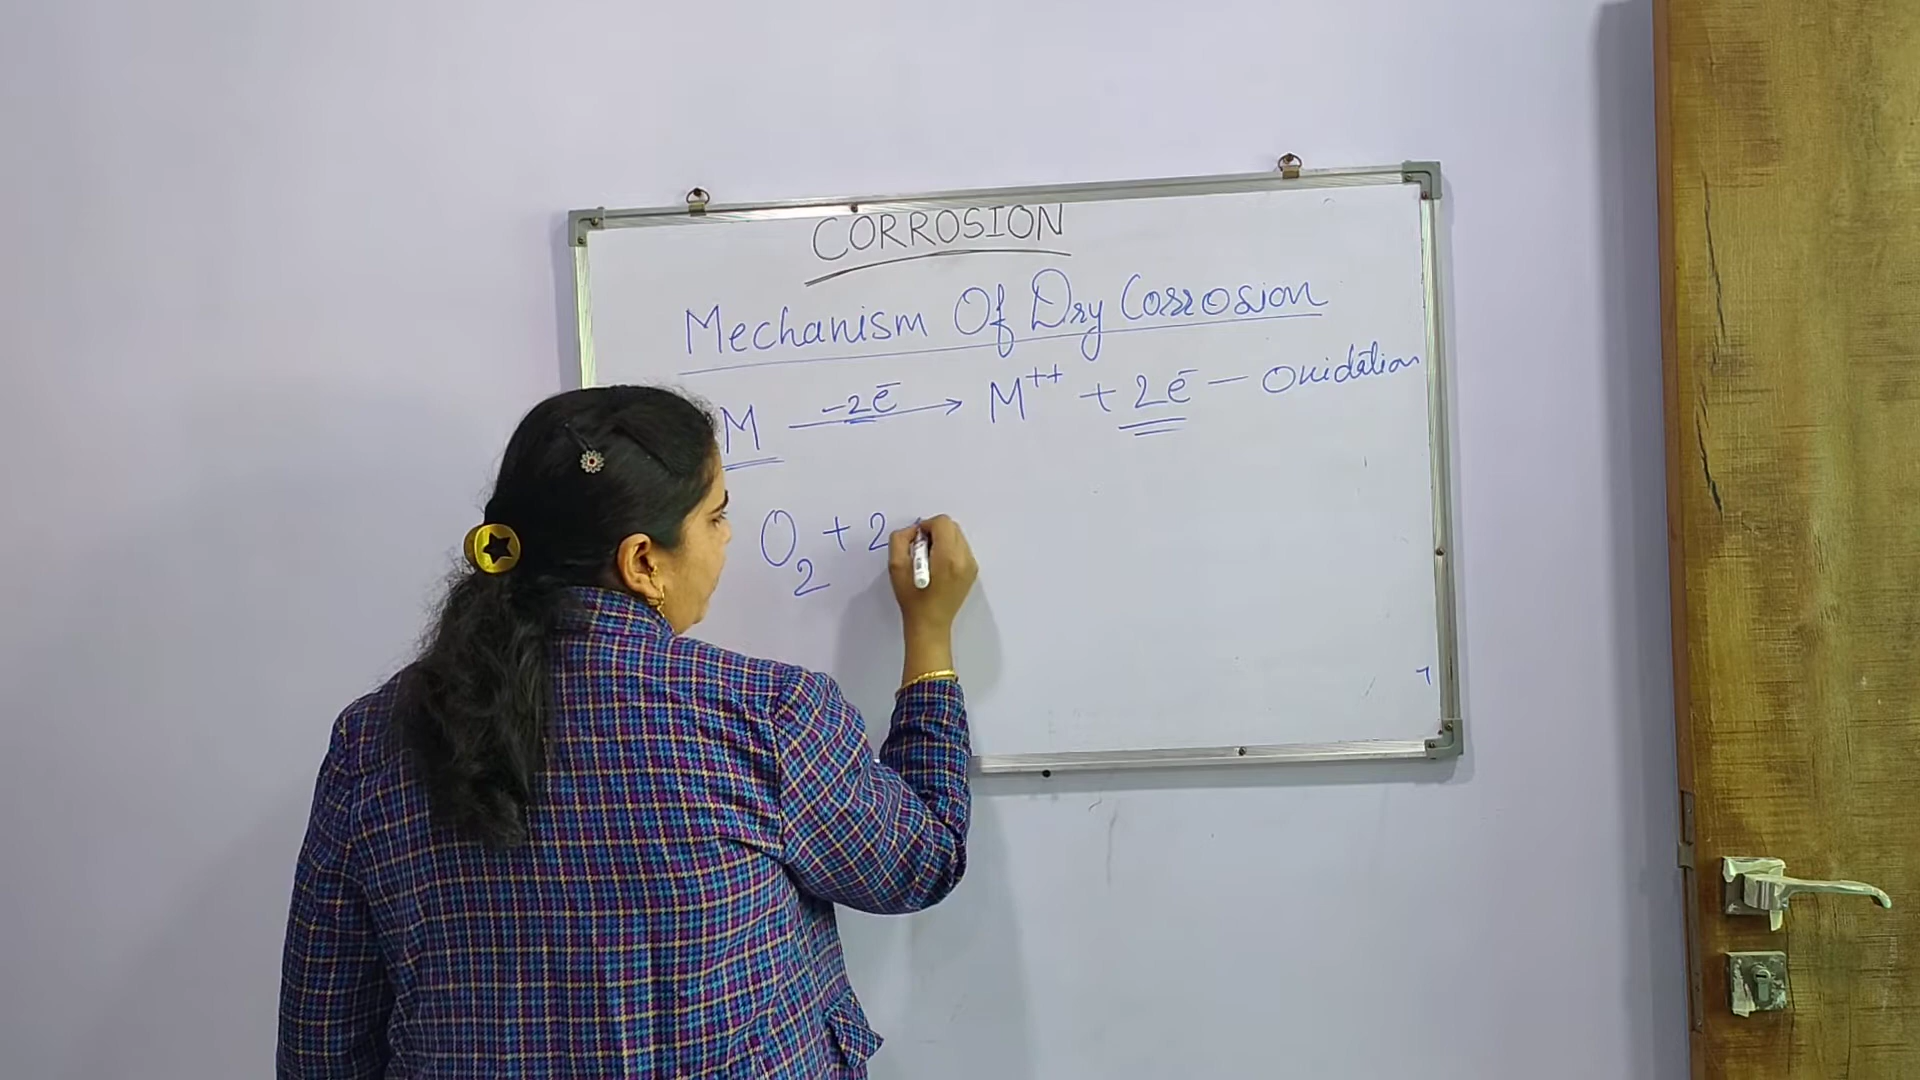 CORROSION
Mechanism Of Dry Corrosion
M —-2e⁻→ M⁺⁺ + 2e⁻ — Oxidation
O₂ + 2